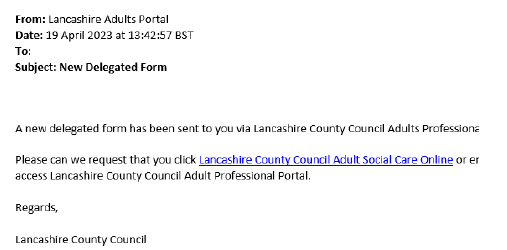 From: Lancashire Adults Portal
Date: 19 April 2023 at 13:42:57 BST
To:
Subject: New Delegated Form
A new delegated form has been sent to you via Lancashire County Council Adults Professiona
Please can we request that you click Lancashire County Council Adult Social Care Online or er
access Lancashire County Council Adult Professional Portal.
Regards,
Lancashire County Council